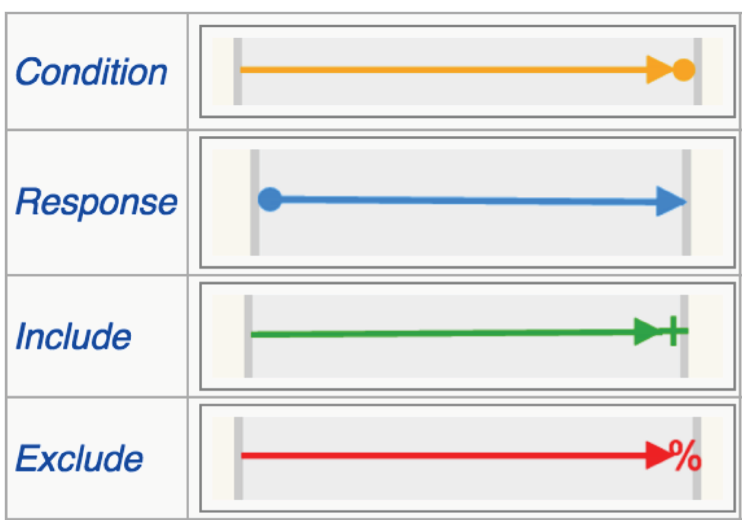 Condition
Response
Include
+
Exclude
%